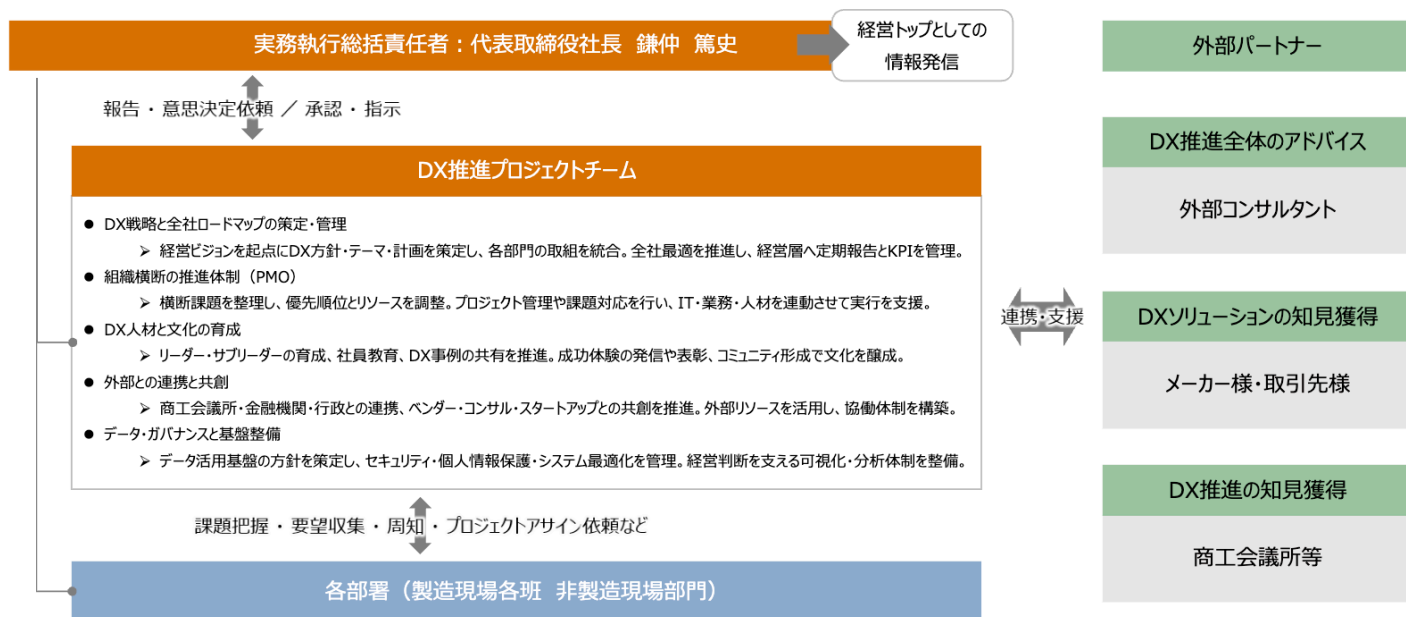 実務執行総括責任者：代表取締役社長 鎌仲 篤史
経営トップとしての
情報発信
報告・意思決定依頼 ／ 承認・指示
DX推進プロジェクトチーム
● DX戦略と全社ロードマップの策定・管理
➢ 経営ビジョンを起点にDX方針・テーマ・計画を策定し、各部門の取組を統合。全社最適を推進し、経営層へ定期報告とKPIを管理。
● 組織横断の推進体制（PMO）
➢ 横断課題を整理し、優先順位とリソースを調整。プロジェクト管理や課題対応を行い、IT・業務・人材を連動させて実行を支援。
● DX人材と文化の育成
➢ リーダー・サブリーダーの育成、社員教育、DX事例の共有を推進。成功体験の発信や表彰、コミュニティ形成で文化を醸成。
● 外部との連携と共創
➢ 商工会議所・金融機関・行政との連携、ベンダー・コンサル・スタートアップとの共創を推進。外部リソースを活用し、協働体制を構築。
● データ・ガバナンスと基盤整備
➢ データ活用基盤の方針を策定し、セキュリティ・個人情報保護・システム最適化を管理。経営判断を支える可視化・分析体制を整備。
課題把握・要望収集・周知・プロジェクトアサイン依頼など
各部署（製造現場各班 非製造現場部門）
連携・支援
外部パートナー
DX推進全体のアドバイス
外部コンサルタント
DXソリューションの知見獲得
メーカー様・取引先様
DX推進の知見獲得
商工会議所等